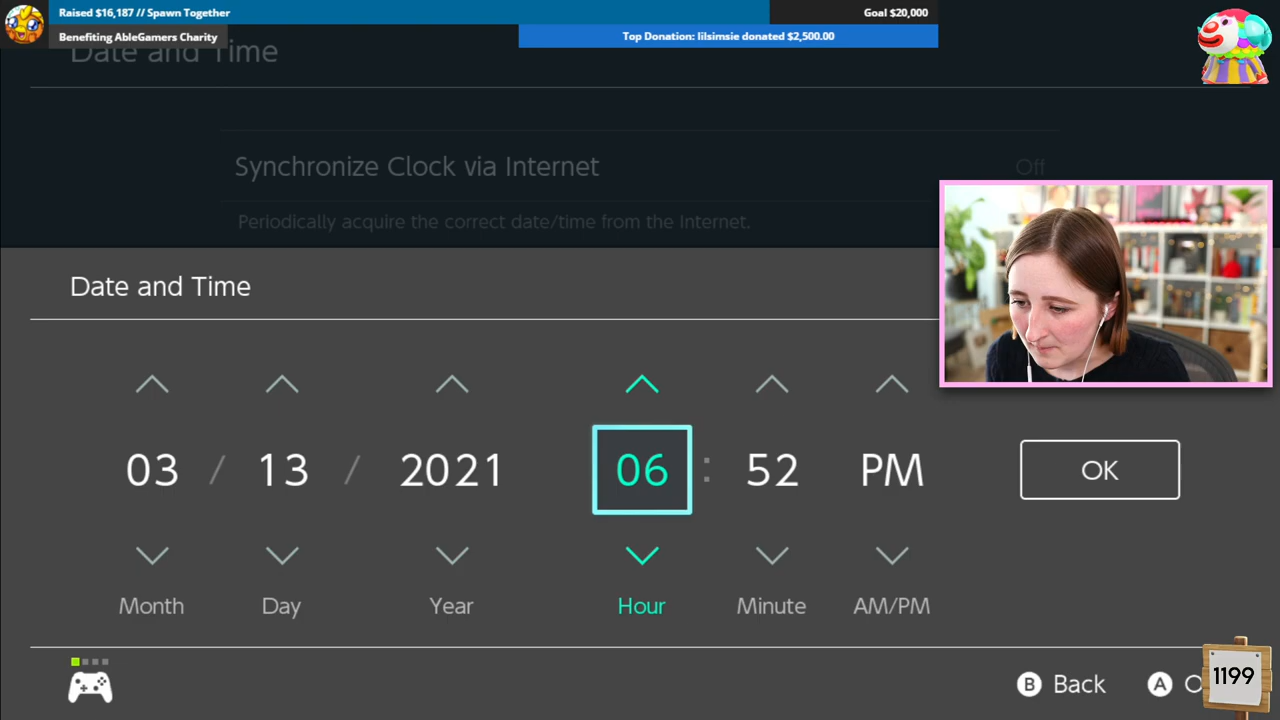 Raised $16,187 // Spawn Together
Goal $20,000
Benefiting AbleGamers Charity
Top Donation: lilsimsie donated $2,500.00
Date and Time
Synchronize Clock via Internet
Off
Periodically acquire the correct date/time from the Internet.
Date and Time
03 / 13 / 2021 06 : 52 PM
OK
Month Day Year Hour Minute AM/PM
B Back
A O
1199